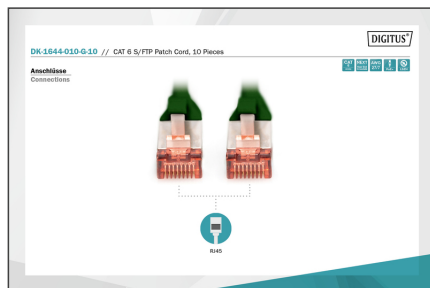 DIGITUS®
DK-1644-010-G-10 // CAT 6 S/FTP Patch Cord, 10 Pieces
Anschlüsse
Connections
RJ45